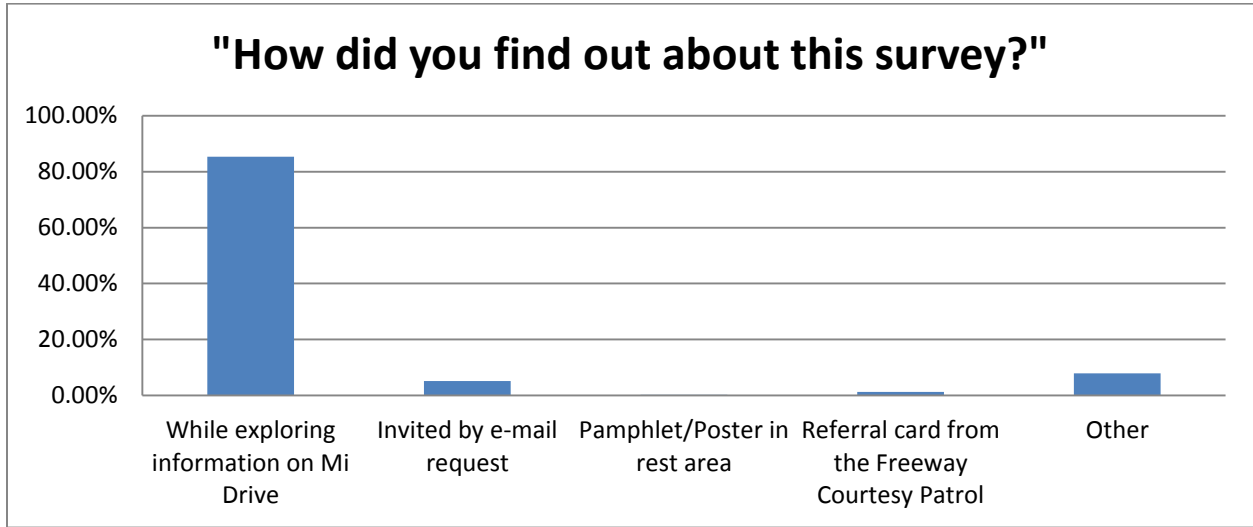 "How did you find out about this survey?"
100.00%
80.00%
60.00%
40.00%
20.00%
0.00%
While exploring
information on Mi
Drive
Invited by e-mail
request
Pamphlet/Poster in
rest area
Referral card from
the Freeway
Courtesy Patrol
Other